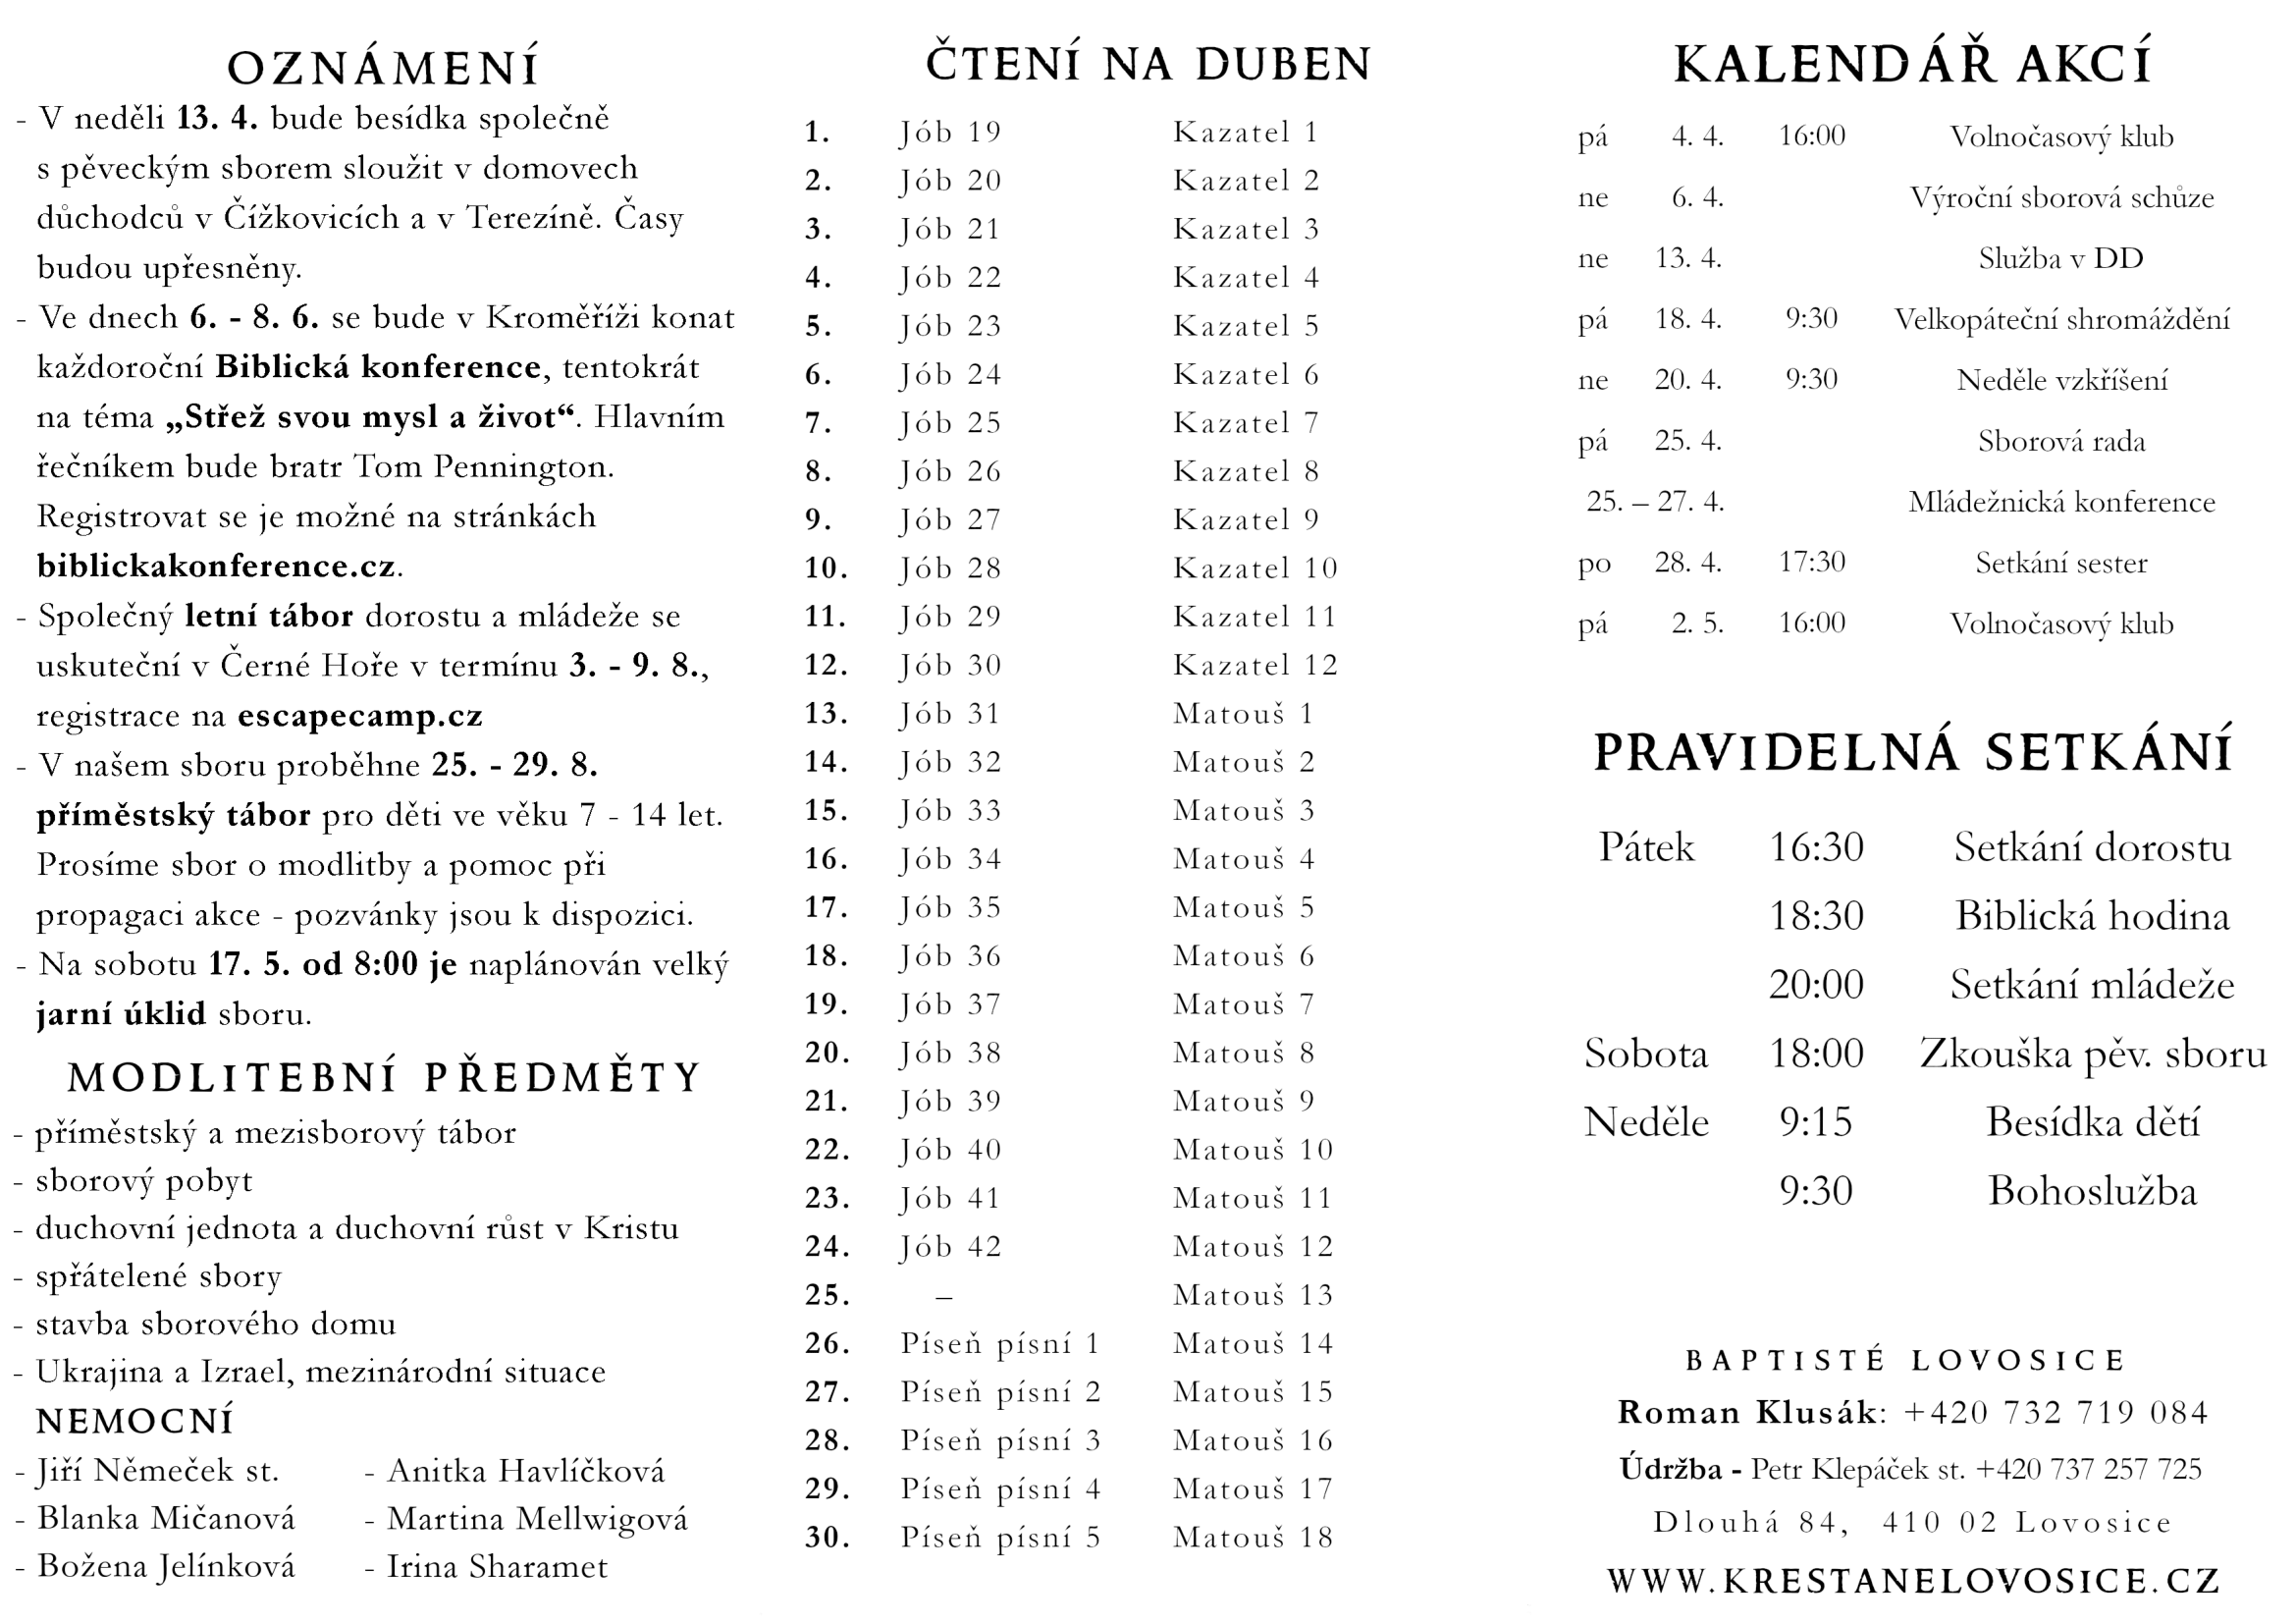 OZNÁMENÍ
- V neděli 13. 4. bude besídka společně
s pěveckým sborem sloužit v domovech
důchodců v Čížkovicích a v Terezíně. Časy
budou upřesněny.
- Ve dnech 6. - 8. 6. se bude v Kroměříži konat
každoroční Biblická konference, tentokrát
na téma „Střež svou mysl a život“. Hlavním
řečníkem bude bratr Tom Pennington.
Registrovat se je možné na stránkách
biblickakonference.cz.
- Společný letní tábor dorostu a mládeže se
uskuteční v Černé Hoře v termínu 3. - 9. 8.,
registrace na escapecamp.cz
- V našem sboru proběhne 25. - 29. 8.
příměstský tábor pro děti ve věku 7 - 14 let.
Prosíme sbor o modlitby a pomoc při
propagaci akce - pozvánky jsou k dispozici.
- Na sobotu 17. 5. od 8:00 je naplánován velký
jarní úklid sboru.
MODLITEBNÍ PŘEDMĚTY
- příměstský a mezisborový tábor
- sborový pobyt
- duchovní jednota a duchovní růst v Kristu
- spřátelené sbory
- stavba sborového domu
- Ukrajina a Izrael, mezinárodní situace
NEMOCNÍ
- Jiří Němeček st. - Anitka Havlíčková
- Blanka Mičanová - Martina Mellwigová
- Božena Jelínková - Irina Sharamet
ČTENÍ NA DUBEN
1. Jób 19 Kazatel 1
2. Jób 20 Kazatel 2
3. Jób 21 Kazatel 3
4. Jób 22 Kazatel 4
5. Jób 23 Kazatel 5
6. Jób 24 Kazatel 6
7. Jób 25 Kazatel 7
8. Jób 26 Kazatel 8
9. Jób 27 Kazatel 9
10. Jób 28 Kazatel 10
11. Jób 29 Kazatel 11
12. Jób 30 Kazatel 12
13. Jób 31 Matouš 1
14. Jób 32 Matouš 2
15. Jób 33 Matouš 3
16. Jób 34 Matouš 4
17. Jób 35 Matouš 5
18. Jób 36 Matouš 6
19. Jób 37 Matouš 7
20. Jób 38 Matouš 8
21. Jób 39 Matouš 9
22. Jób 40 Matouš 10
23. Jób 41 Matouš 11
24. Jób 42 Matouš 12
25. – Matouš 13
26. Píseň písní 1 Matouš 14
27. Píseň písní 2 Matouš 15
28. Píseň písní 3 Matouš 16
29. Píseň písní 4 Matouš 17
30. Píseň písní 5 Matouš 18
KALENDÁŘ AKCÍ
pá 4. 4. 16:00 Volnočasový klub
ne 6. 4. Výroční sborová schůze
ne 13. 4. Služba v DD
pá 18. 4. 9:30 Velkopáteční shromáždění
ne 20. 4. 9:30 Neděle vzkříšení
pá 25. 4. Sborová rada
25. – 27. 4. Mládežnická konference
po 28. 4. 17:30 Setkání sester
pá 2. 5. 16:00 Volnočasový klub
PRAVIDELNÁ SETKÁNÍ
Pátek 16:30 Setkání dorostu
18:30 Biblická hodina
20:00 Setkání mládeže
Sobota 18:00 Zkouška pěv. sboru
Neděle 9:15 Besídka dětí
9:30 Bohoslužba
BAPTISTÉ LOVOSICE
Roman Klusák: +420 732 719 084
Údržba - Petr Klepáček st. +420 737 257 725
Dlouhá 84, 410 02 Lovosice
WWW.KRESTANELOVOSICE.CZ